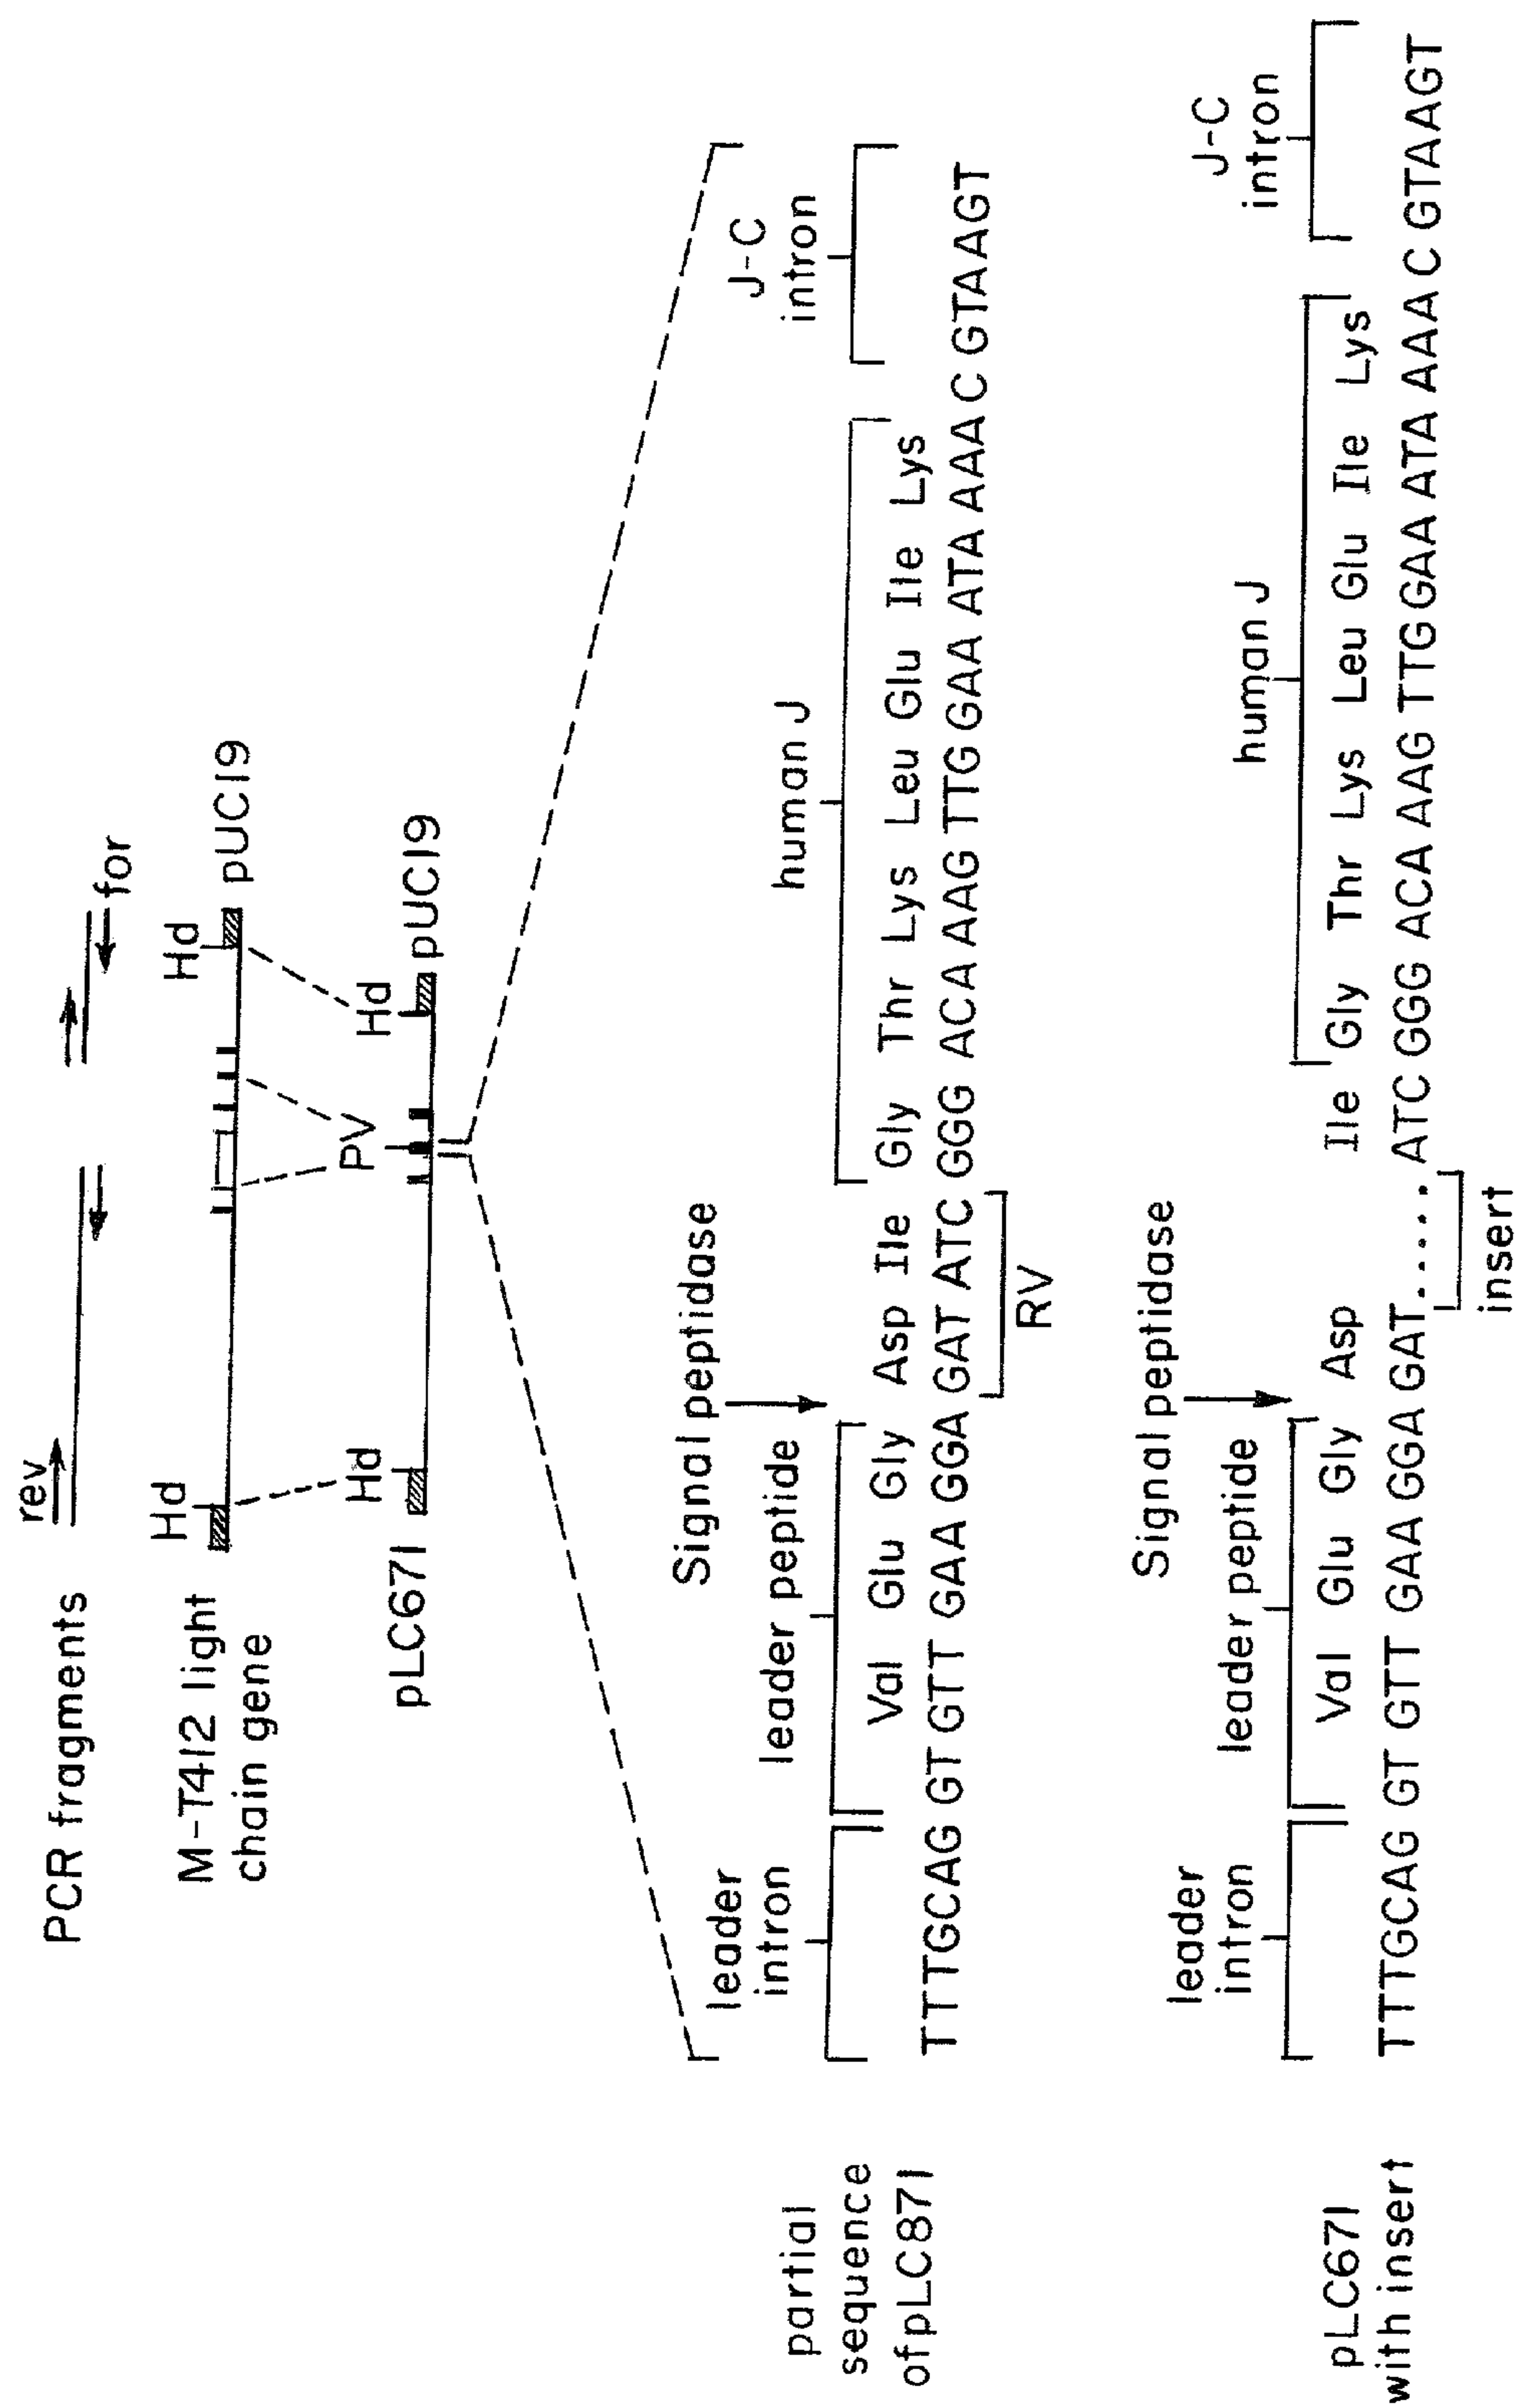 PCR fragments
rev
for
M-T412 light
chain gene
Hd
Hd
pUC19
pLC671
Hd
PV
Hd
pUC19
partial
sequence
of pLC871
leader
intron
leader peptide
Signal peptidase
human J
J-C
intron
Val Glu Gly Asp Ile Gly Thr Lys Leu Glu Ile Lys
TTTGCAG GT GTT GAA GGA GAT ATC GGG ACA AAG TTG GAA ATA AAA C GTAAGT
RV
pLC671
with insert
leader
intron
leader peptide
Signal peptidase
human J
J-C
intron
Val Glu Gly Asp Ile Gly Thr Lys Leu Glu Ile Lys
TTTGCAG GT GTT GAA GGA GAT......ATC GGG ACA AAG TTG GAA ATA AAA C GTAAGT
insert